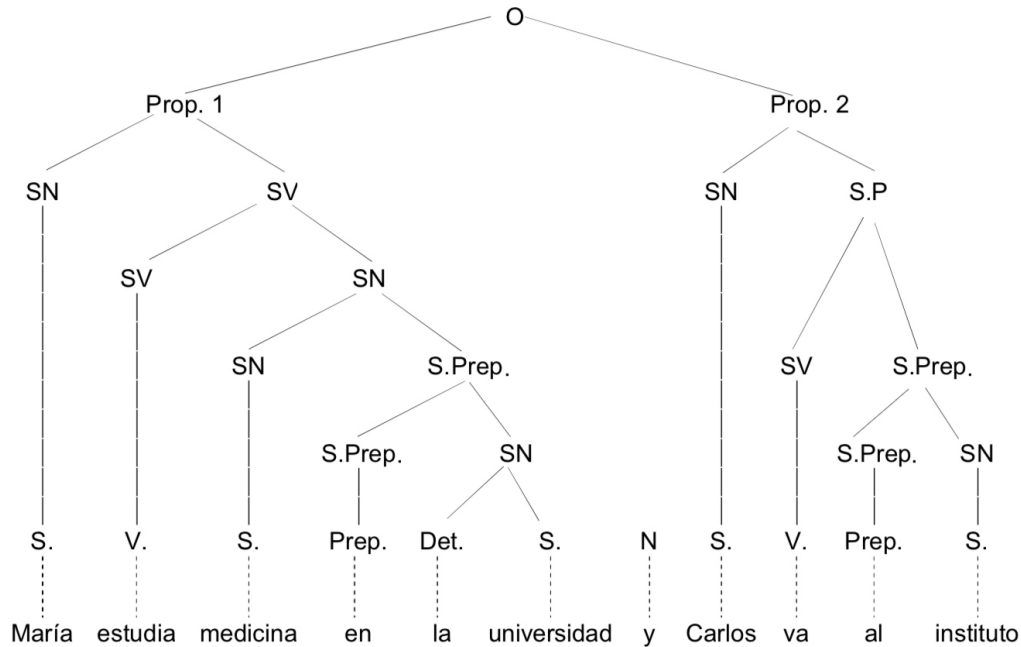 O
Prop. 1 Prop. 2
SN SV SN S.P
SV SN
SN S.Prep. SV S.Prep.
S.Prep. SN S.Prep. SN
S. V. S. Prep. Det. S. N S. V. Prep. S.
María estudia medicina en la universidad y Carlos va al instituto